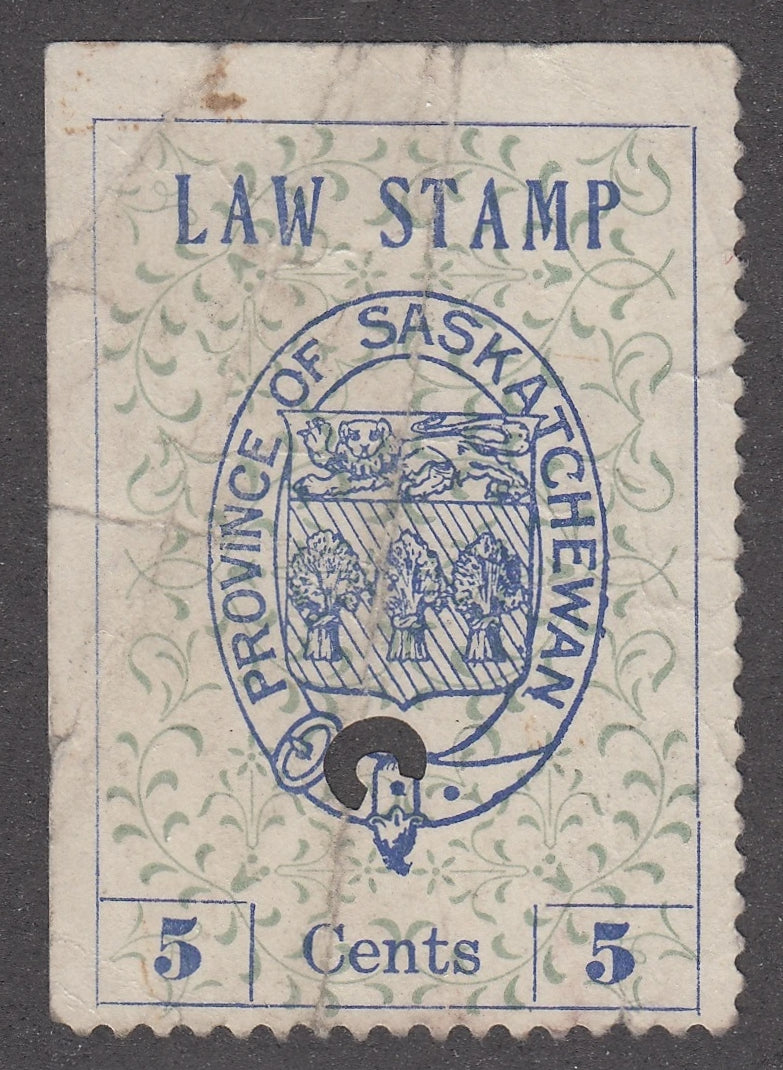 LAW STAMP
PROVINCE OF SASKATCHEWAN
5 Cents 5